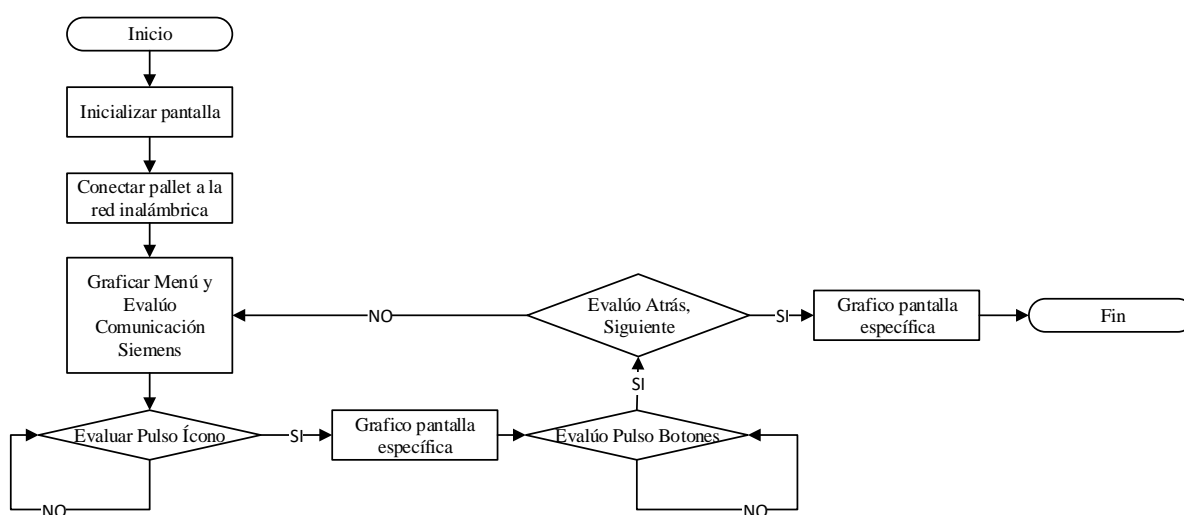 Inicio
Inicializar pantalla
Conectar pallet a la
red inalámbrica
Graficar Menú y
Evalúo
Comunicación
Siemens
NO
Evalúo Atrás,
Siguiente
SI
Grafico pantalla
específica
Fin
SI
Evaluar Pulso Ícono
SI
Grafico pantalla
específica
Evalúo Pulso Botones
NO
NO